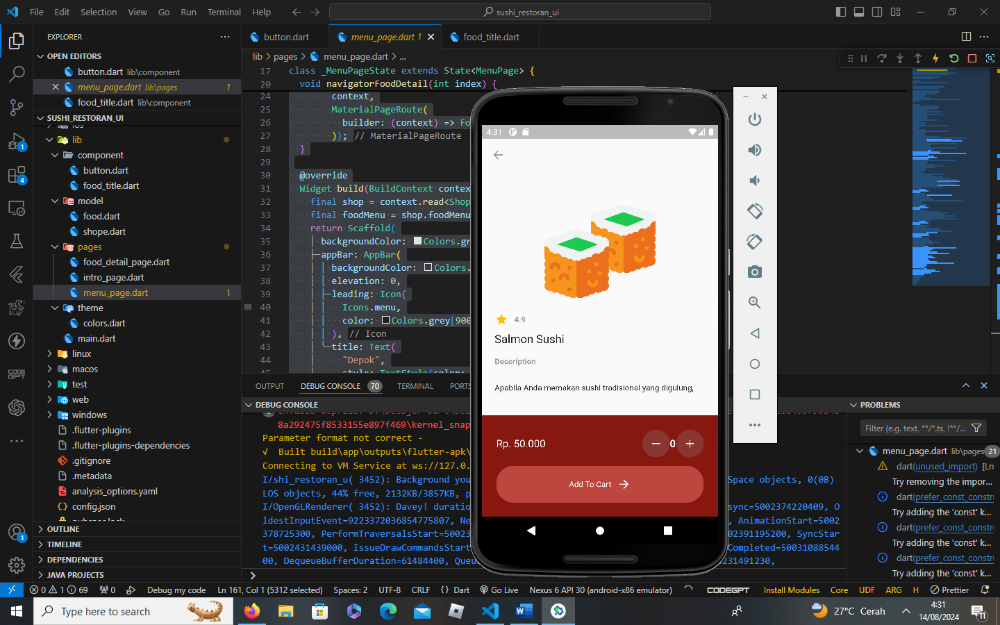 File Edit Selection View Go Run Terminal Help
sushi_restoran_ui
EXPLORER
OPEN EDITORS
button.dart lib\component
menu_page.dart lib\pages 1
food_title.dart lib\component
SUSHI_RESTORAN_UI
lib
component
button.dart
food_title.dart
model
food.dart
shope.dart
pages
food_detail_page.dart
intro_page.dart
menu_page.dart 1
theme
colors.dart
main.dart
linux
macos
test
web
windows
.flutter-plugins
.flutter-plugins-dependencies
.gitignore
.metadata
analysis_options.yaml
config.json
OUTLINE
TIMELINE
DEPENDENCIES
JAVA PROJECTS
button.dart menu_page.dart 1 food_title.dart
lib > pages > menu_page.dart > ...
17 class _MenuPageState extends State<MenuPage> {
20 void navigatorFoodDetail(int index) {
24 context,
25 MaterialPageRoute(
26 builder: (context) => Fo
27 )); // MaterialPageRoute
28 }
29
30 @override
31 Widget build(BuildContext contex
32 final shop = context.read<Shop
33 final foodMenu = shop.foodMenu
34 return Scaffold(
35 backgroundColor: Colors.gr
36 appBar: AppBar(
37 backgroundColor: Colors.
38 elevation: 0,
39 leading: Icon(
40 Icons.menu,
41 color: Colors.grey[900
42 ), // Icon
43 title: Text(
44 "Depok",
style: TextStyle(color:
OUTPUT DEBUG CONSOLE 70 TERMINAL PORTS
DEBUG CONSOLE
8a292475f8533155e897f469\kernel_snap
Parameter format not correct -
√ Built build\app\outputs\flutter-apk\
Connecting to VM Service at ws://127.0.
I/shi_restoran_u( 3452): Background you Space objects, 0(0B)
LOS objects, 44% free, 2132KB/3857KB, p
I/OpenGLRenderer( 3452): Davey! duratio sync=5002374220409, O
ldestInputEvent=9223372036854775807, Ne , AnimationStart=5002
378725300, PerformTraversalsStart=50023 02391195200, SyncStar
t=5002431439000, IssueDrawCommandsStart Completed=50031088544
00, DequeueBufferDuration=61484400, Queu 231491230,
PROBLEMS
Filter (e.g. text, **/*.ts, !**/...
menu_page.dart lib\pages 21
dart(unused_import) [Ln
Try removing the impor...
dart(prefer_const_constru
Try adding the 'const' k...
dart(prefer_const_constru
Try adding the 'const' k...
dart(prefer_const_constru
Try adding the 'const' k...
4:31
4.9
Salmon Sushi
Description
Apabila Anda memakan sushi tradisional yang digulung,
Rp. 50.000
0
Add To Cart
0 1 69 0 Debug my code Ln 161, Col 1 (5312 selected) Spaces: 2 UTF-8 CRLF {} Dart Go Live Nexus 6 API 30 (android-x86 emulator) CODEGPT Install Modules Core UDF ARG H Prettier
Type here to search
27°C Cerah
4:31
14/08/2024
11